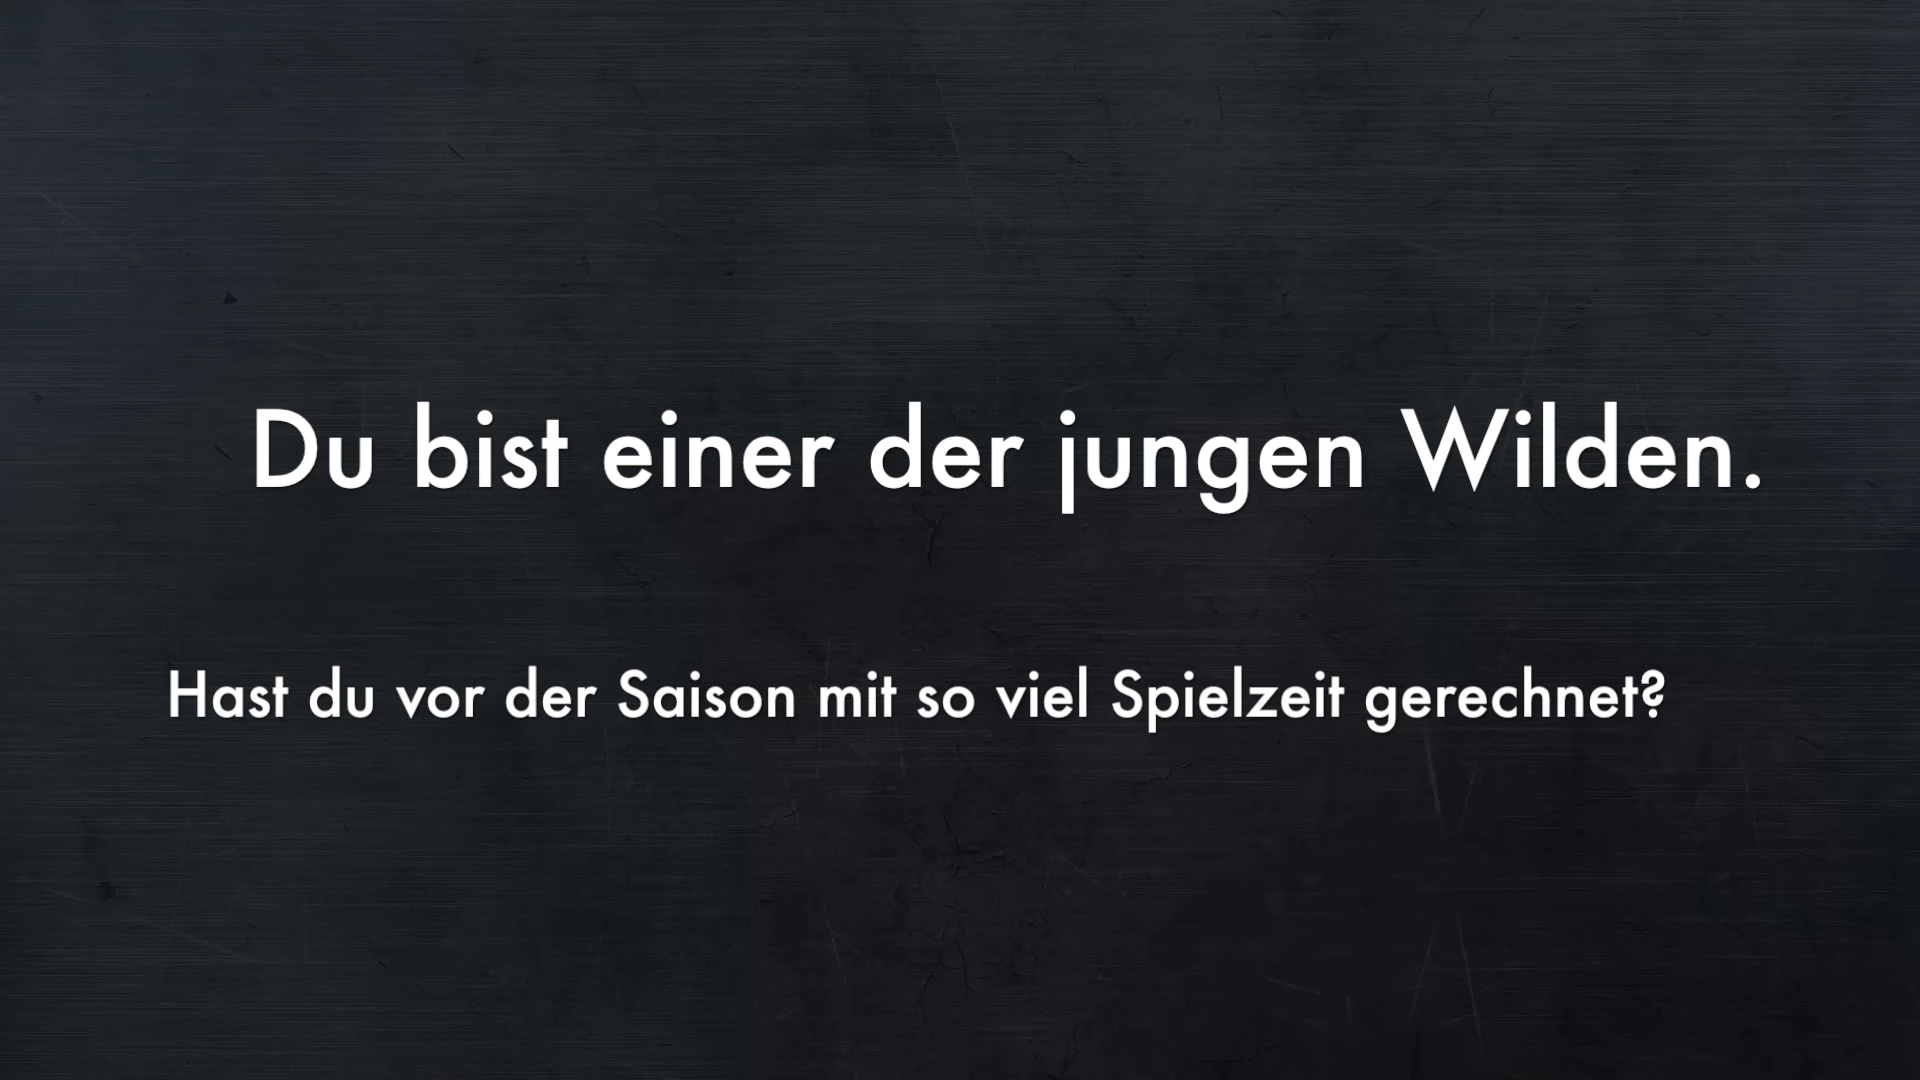 Du bist einer der jungen Wilden.
Hast du vor der Saison mit so viel Spielzeit gerechnet?